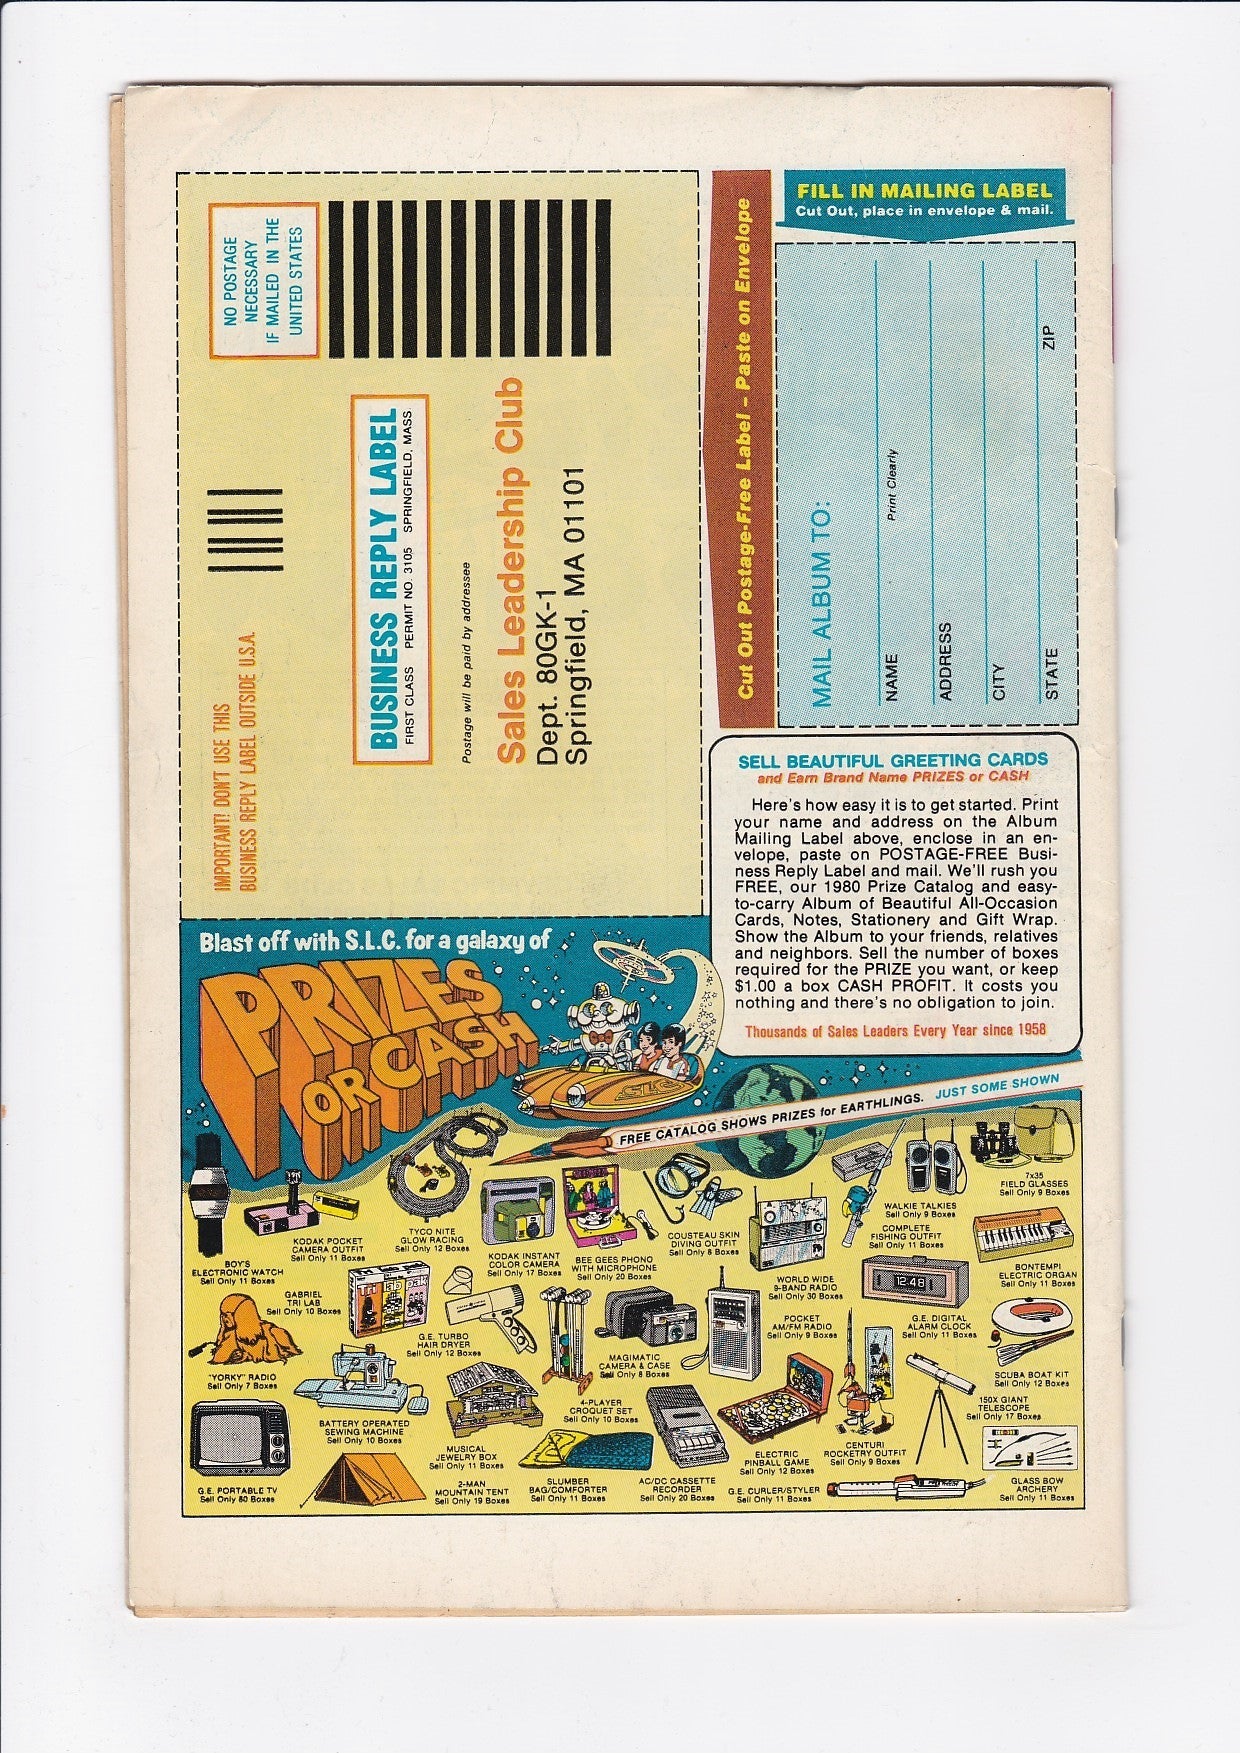 NO POSTAGE
NECESSARY
IF MAILED IN THE
UNITED STATES
IMPORTANT! DON'T USE THIS
BUSINESS REPLY LABEL OUTSIDE U.S.A.
BUSINESS REPLY LABEL
FIRST CLASS PERMIT NO. 3105 SPRINGFIELD, MASS.
Postage will be paid by addressee
Sales Leadership Club
Dept. 80GK-1
Springfield, MA 01101
Cut Out Postage-Free Label - Paste on Envelope
FILL IN MAILING LABEL
Cut Out, place in envelope & mail.
MAIL ALBUM TO:
NAME
Print Clearly
ADDRESS
CITY
STATE
ZIP
SELL BEAUTIFUL GREETING CARDS
and Earn Brand Name PRIZES or CASH
Here's how easy it is to get started. Print
your name and address on the Album
Mailing Label above, enclose in an en-
velope, paste on POSTAGE-FREE Busi-
ness Reply Label and mail. We'll rush you
FREE, our 1980 Prize Catalog and easy-
to-carry Album of Beautiful All-Occasion
Cards, Notes, Stationery and Gift Wrap.
Show the Album to your friends, relatives
and neighbors. Sell the number of boxes
required for the PRIZE you want, or keep
$1.00 a box CASH PROFIT. It costs you
nothing and there's no obligation to join.
Thousands of Sales Leaders Every Year since 1958
Blast off with S.L.C. for a galaxy of
PRIZES
OR CASH
SLC
FREE CATALOG SHOWS PRIZES for EARTHLINGS. JUST SOME SHOWN
BOY'S
ELECTRONIC WATCH
Sell Only 11 Boxes
KODAK POCKET
CAMERA OUTFIT
Sell Only 11 Boxes
TYCO NITE
GLOW RACING
Sell Only 12 Boxes
KODAK INSTANT
COLOR CAMERA
Sell Only 17 Boxes
BEE GEES PHONO
WITH MICROPHONE
Sell Only 20 Boxes
COUSTEAU SKIN
DIVING OUTFIT
Sell Only 8 Boxes
WORLD WIDE
9-BAND RADIO
Sell Only 30 Boxes
WALKIE TALKIES
Sell Only 9 Boxes
COMPLETE
FISHING OUTFIT
Sell Only 11 Boxes
7x35
FIELD GLASSES
Sell Only 9 Boxes
BONTEMPI
ELECTRIC ORGAN
Sell Only 11 Boxes
GABRIEL
TRI LAB
Sell Only 10 Boxes
G.E. TURBO
HAIR DRYER
Sell Only 12 Boxes
MAGIMATIC
CAMERA & CASE
Sell Only 8 Boxes
POCKET
AM/FM RADIO
Sell Only 9 Boxes
12:48
G.E. DIGITAL
ALARM CLOCK
Sell Only 11 Boxes
SCUBA BOAT KIT
Sell Only 12 Boxes
"YORKY" RADIO
Sell Only 7 Boxes
BATTERY OPERATED
SEWING MACHINE
Sell Only 10 Boxes
MUSICAL
JEWELRY BOX
Sell Only 11 Boxes
4-PLAYER
CROQUET SET
Sell Only 10 Boxes
ELECTRIC
PINBALL GAME
Sell Only 12 Boxes
CENTURI
ROCKETRY OUTFIT
Sell Only 9 Boxes
150X GIANT
TELESCOPE
Sell Only 17 Boxes
G.E. PORTABLE TV
Sell Only 80 Boxes
2-MAN
MOUNTAIN TENT
Sell Only 19 Boxes
SLUMBER
BAG/COMFORTER
Sell Only 11 Boxes
AC/DC CASSETTE
RECORDER
Sell Only 20 Boxes
G.E. CURLER/STYLER
Sell Only 11 Boxes
GLASS BOW
ARCHERY
Sell Only 11 Boxes